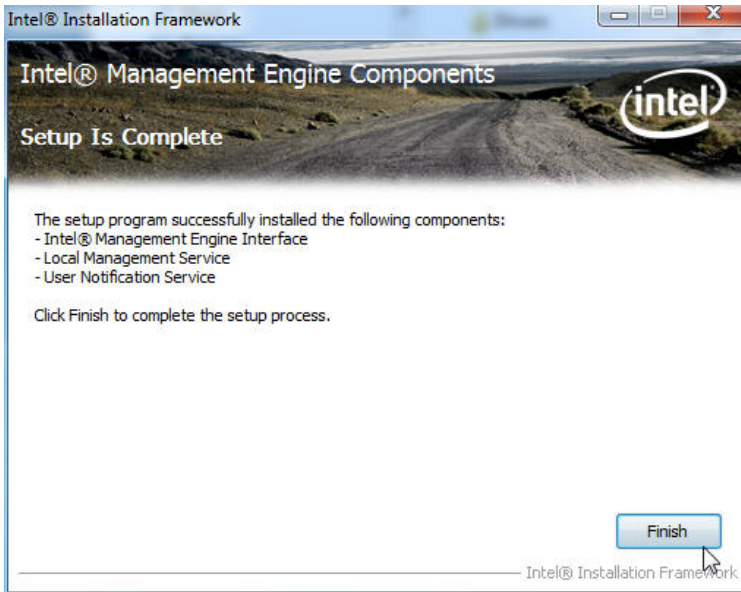 Intel® Installation Framework
Intel® Management Engine Components
intel
Setup Is Complete
The setup program successfully installed the following components:
- Intel® Management Engine Interface
- Local Management Service
- User Notification Service
Click Finish to complete the setup process.
Finish
Intel® Installation Framework